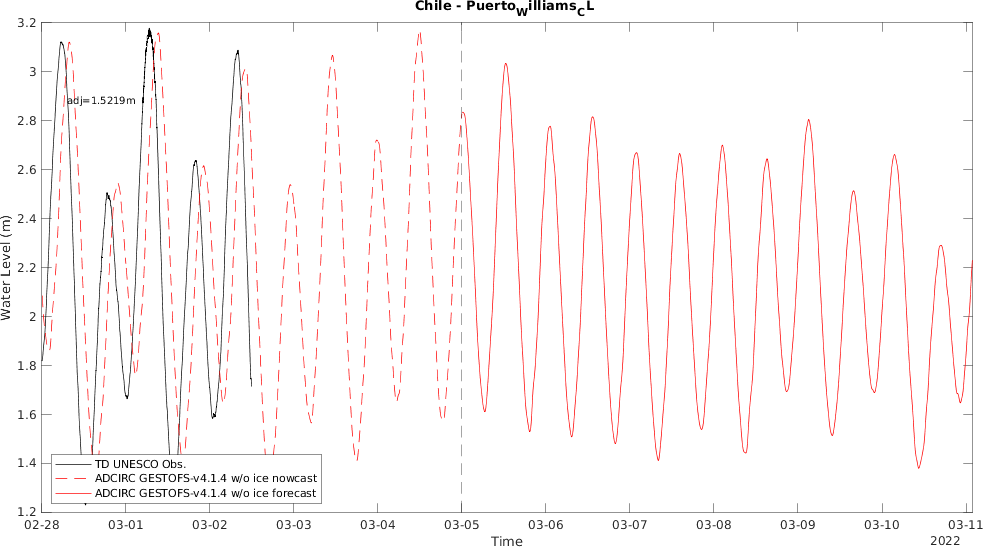 Chile - PuertoWilliamsCL
3.2
3
2.8
2.6
2.4
2.2
2
1.8
1.6
1.4
1.2
Water Level (m)
adj=1.5219m
TD UNESCO Obs.
ADCIRC GESTOFS-v4.1.4 w/o ice nowcast
ADCIRC GESTOFS-v4.1.4 w/o ice forecast
02-28 03-01 03-02 03-03 03-04 03-05 03-06 03-07 03-08 03-09 03-10 03-11
Time
2022